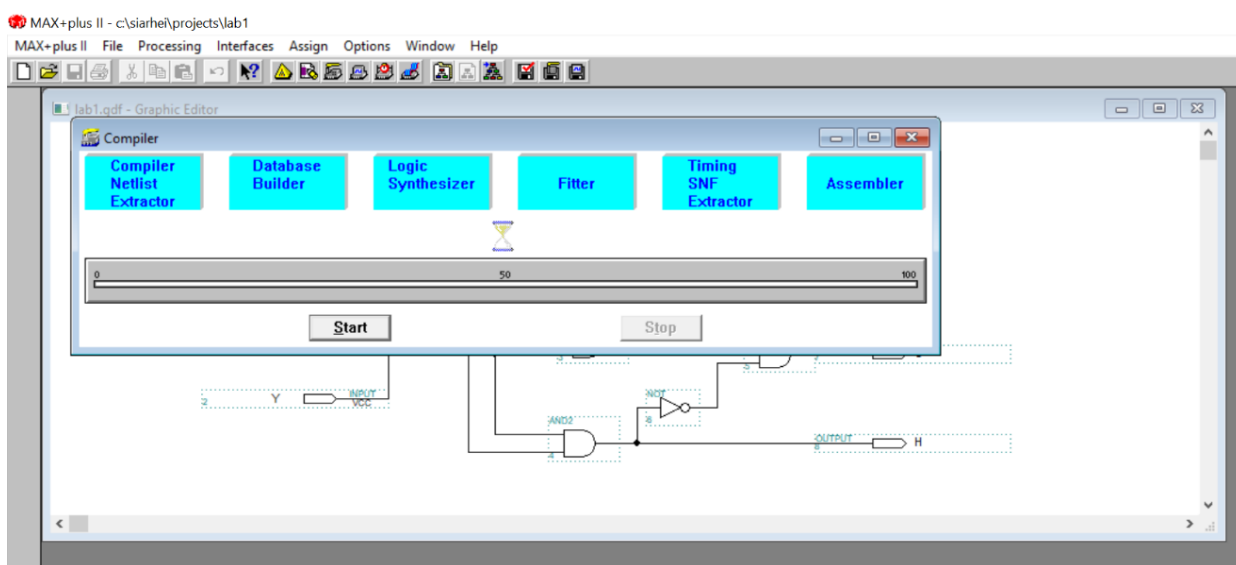 MAX+plus II - c:\siarhei\projects\lab1
MAX+plus II File Processing Interfaces Assign Options Window Help
lab1.gdf - Graphic Editor
Compiler
Compiler Netlist Extractor
Database Builder
Logic Synthesizer
Fitter
Timing SNF Extractor
Assembler
0 50 100
Start Stop
Y INPUT
VCC
2
NOT
6
AND2
4
OUTPUT H
8